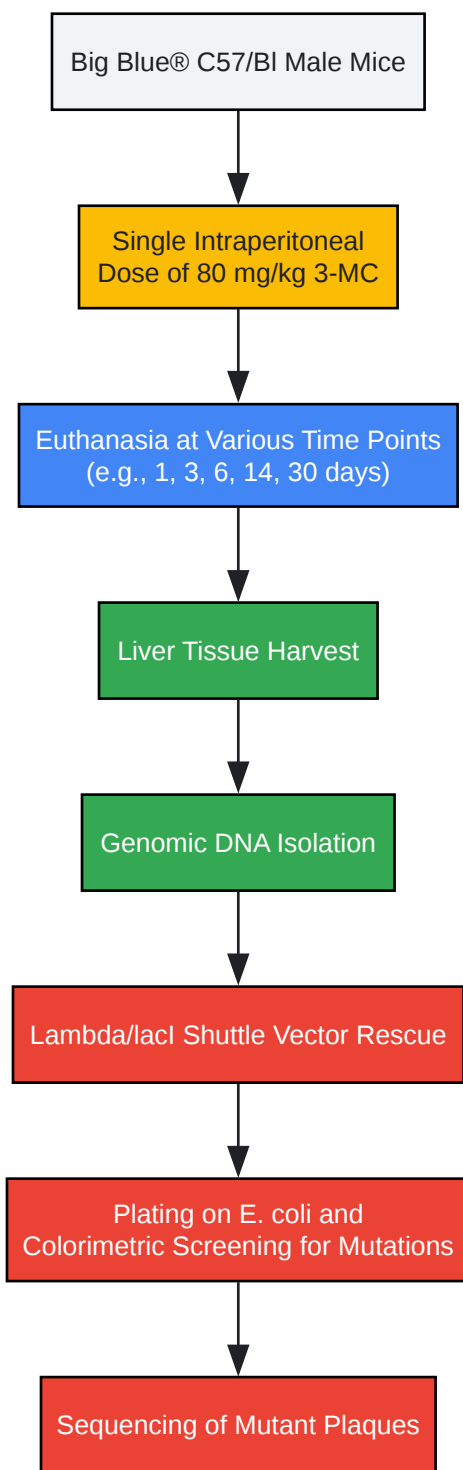 Big Blue® C57/Bl Male Mice
Single Intraperitoneal
Dose of 80 mg/kg 3-MC
Euthanasia at Various Time Points
(e.g., 1, 3, 6, 14, 30 days)
Liver Tissue Harvest
Genomic DNA Isolation
Lambda/lacI Shuttle Vector Rescue
Plating on E. coli and
Colorimetric Screening for Mutations
Sequencing of Mutant Plaques